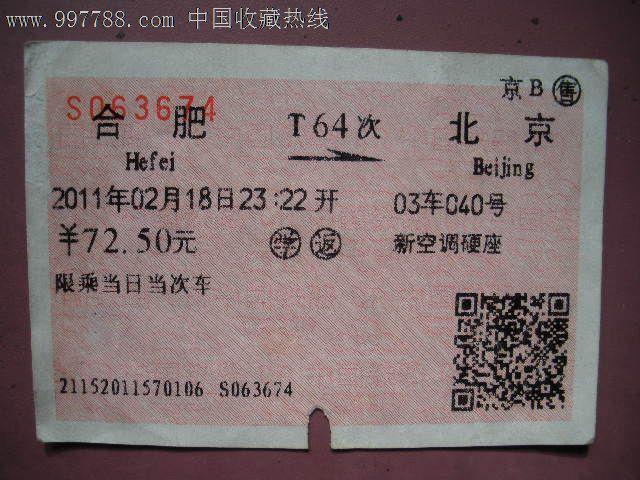 www.997788.com 中国收藏热线
京B 售
S063674
合肥 T64次 北京
Hefei Beijing
2011年02月18日23:22开 03车040号
¥72.50元 学 返 新空调硬座
限乘当日当次车
21152011570106 S063674